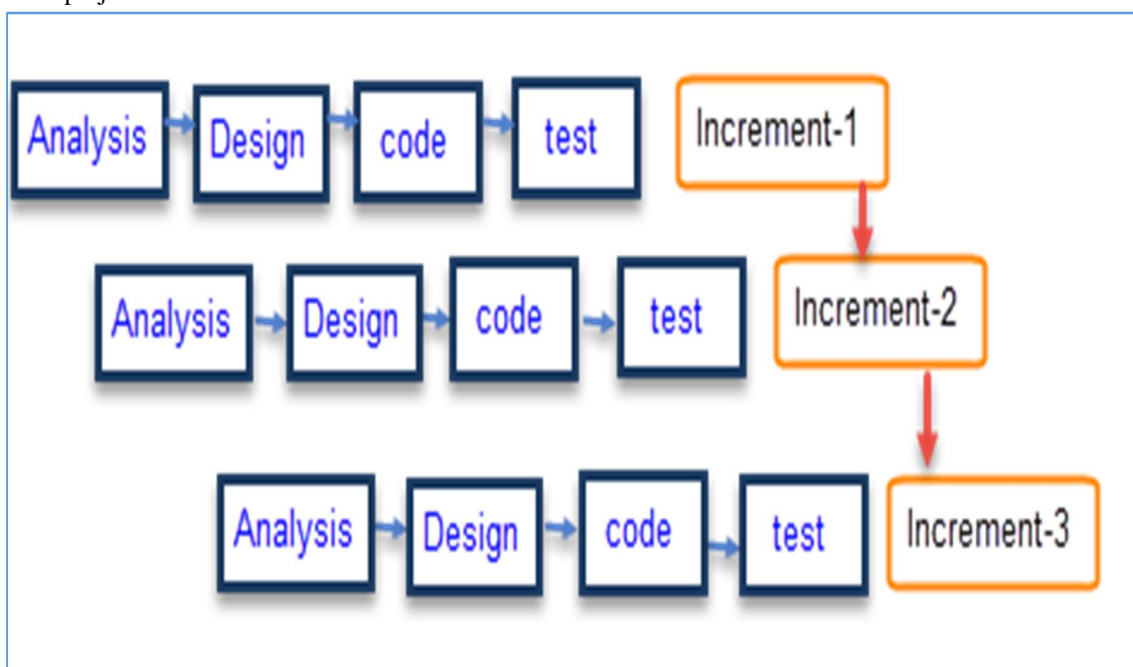 Analysis Design code test Increment-1
Analysis Design code test Increment-2
Analysis Design code test Increment-3